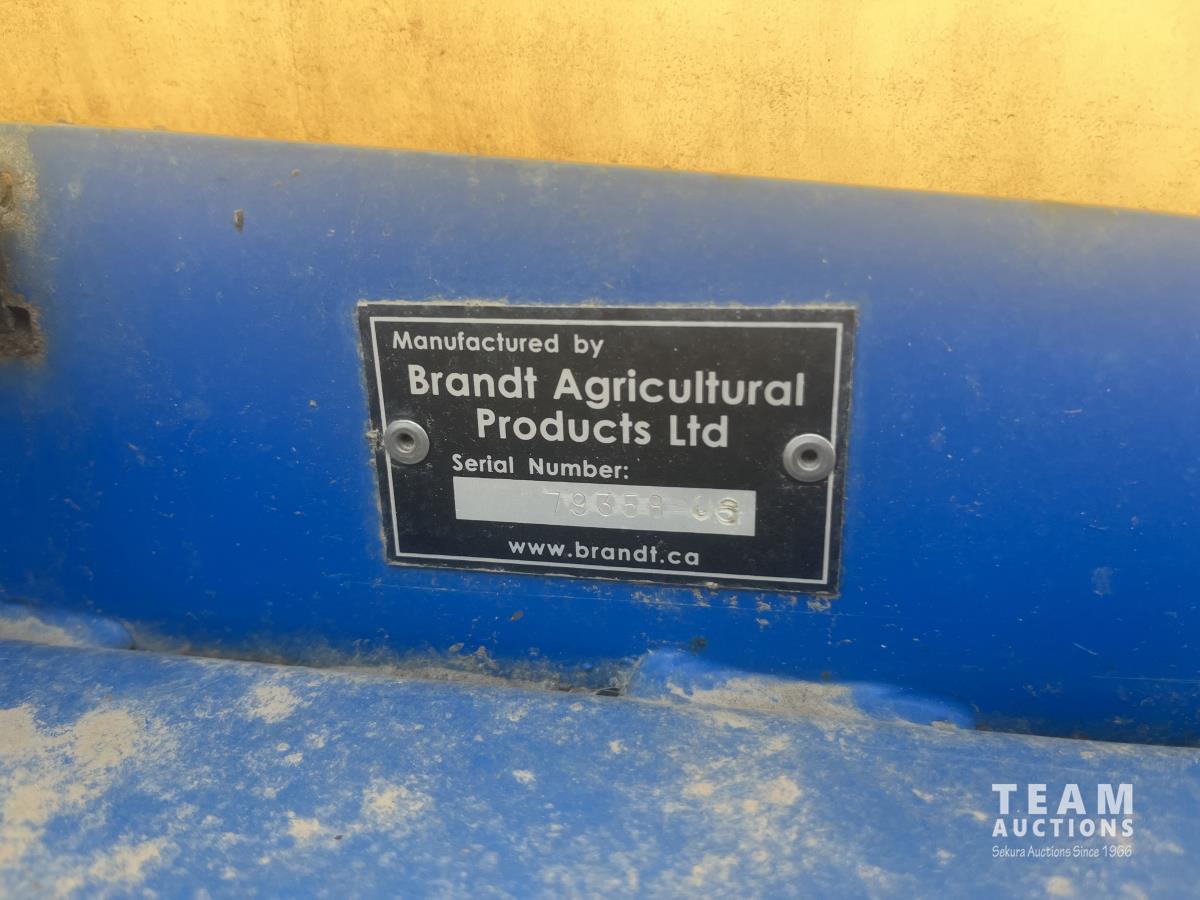 Manufactured by
Brandt Agricultural
Products Ltd
Serial Number:
www.brandt.ca
TEAM
AUCTIONS
Sekura Auctions Since 1966